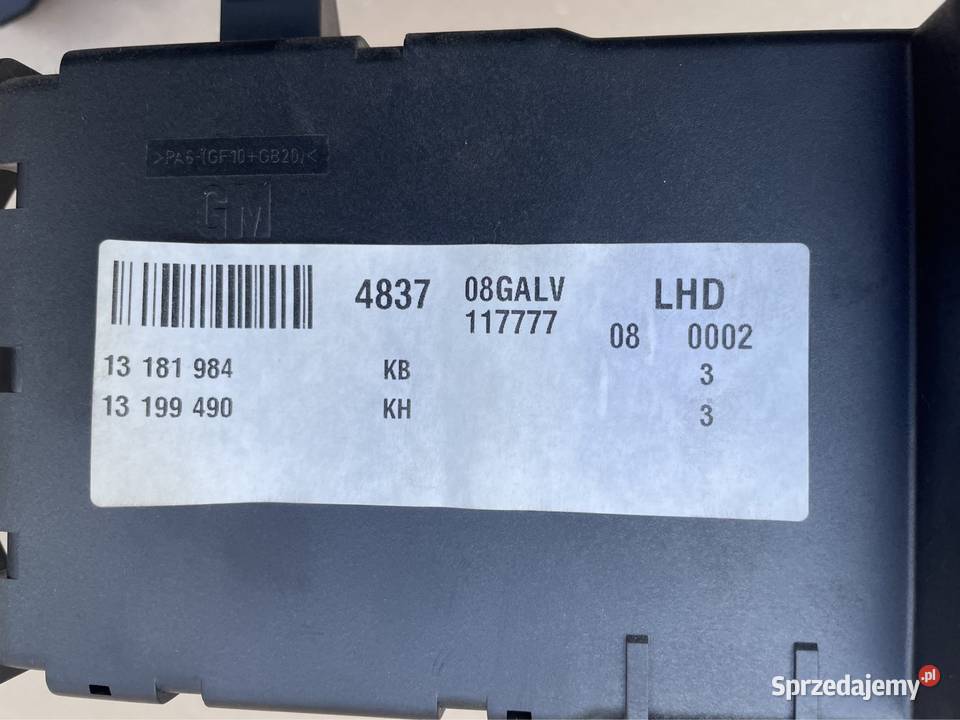 >PA6-(GF10+GB20)<
GM
4837 08GALV LHD
117777 08 0002
13 181 984 KB 3
13 199 490 KH 3
Sprzedajemy.pl